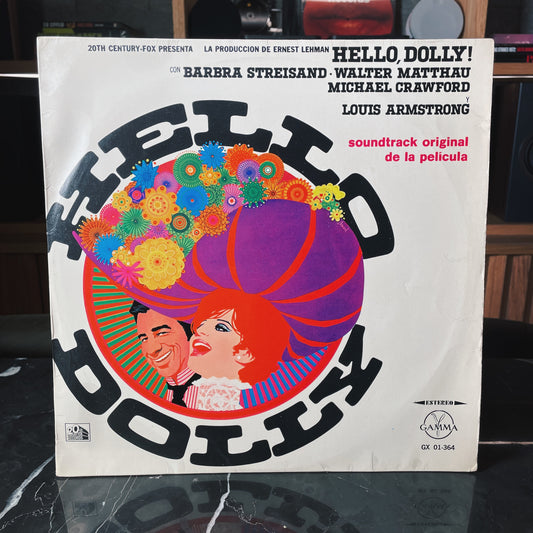 20TH CENTURY-FOX PRESENTA LA PRODUCCION DE ERNEST LEHMAN HELLO, DOLLY!
CON BARBRA STREISAND · WALTER MATTHAU
MICHAEL CRAWFORD
Y
LOUIS ARMSTRONG
soundtrack original
de la película
HELLO
DOLLY
ESTEREO
GAMMA
GX 01-364